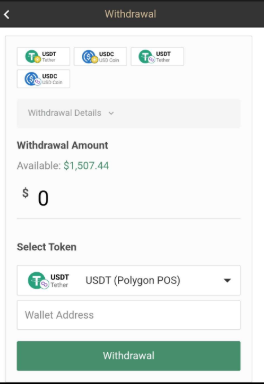 Withdrawal
USDT
Tether
USDC
USD Coin
USDT
Tether
USDC
USD Coin
Withdrawal Details
Withdrawal Amount
Available: $1,507.44
$ 0
Select Token
USDT
Tether
USDT (Polygon POS)
Wallet Address
Withdrawal